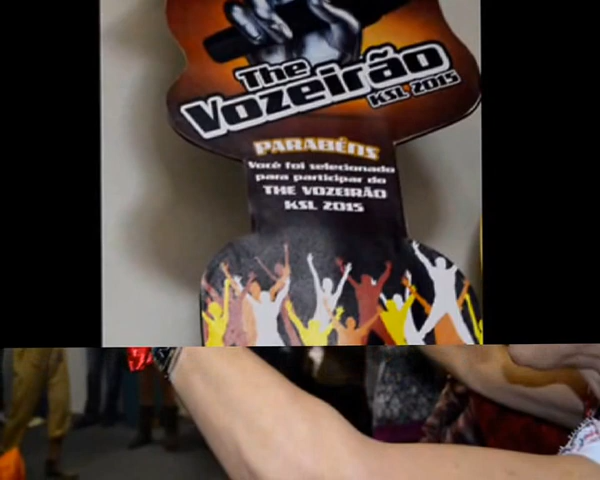 The
Vozeirão
KSL 2015
PARABÉNS
Você foi selecionado
para participar do
THE VOZEIRÃO
KSL 2015